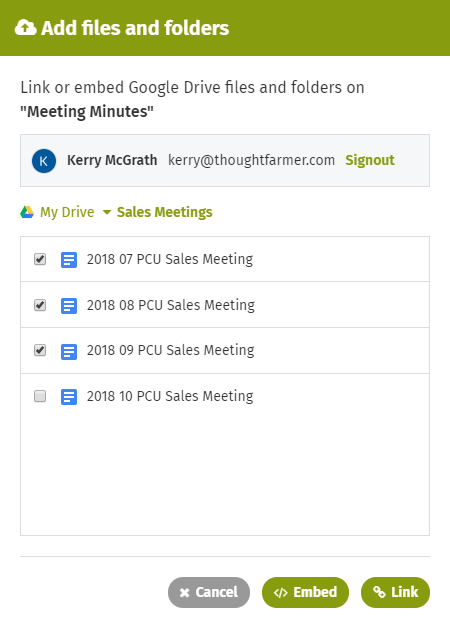 Add files and folders
Link or embed Google Drive files and folders on
"Meeting Minutes"
K Kerry McGrath kerry@thoughtfarmer.com Signout
My Drive Sales Meetings
2018 07 PCU Sales Meeting
2018 08 PCU Sales Meeting
2018 09 PCU Sales Meeting
2018 10 PCU Sales Meeting
Cancel Embed Link